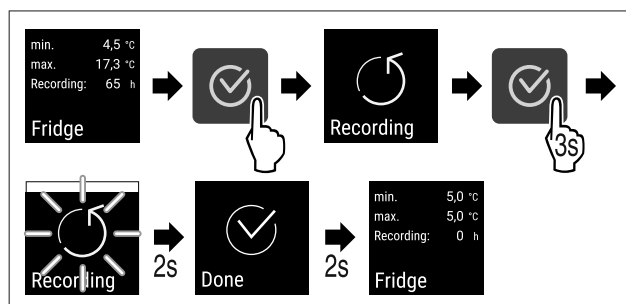 min. 4,5 °C
max. 17,3 °C
Recording: 65 h
Fridge
Recording
3s
Recording
2s
Done
2s
min. 5,0 °C
max. 5,0 °C
Recording: 0 h
Fridge